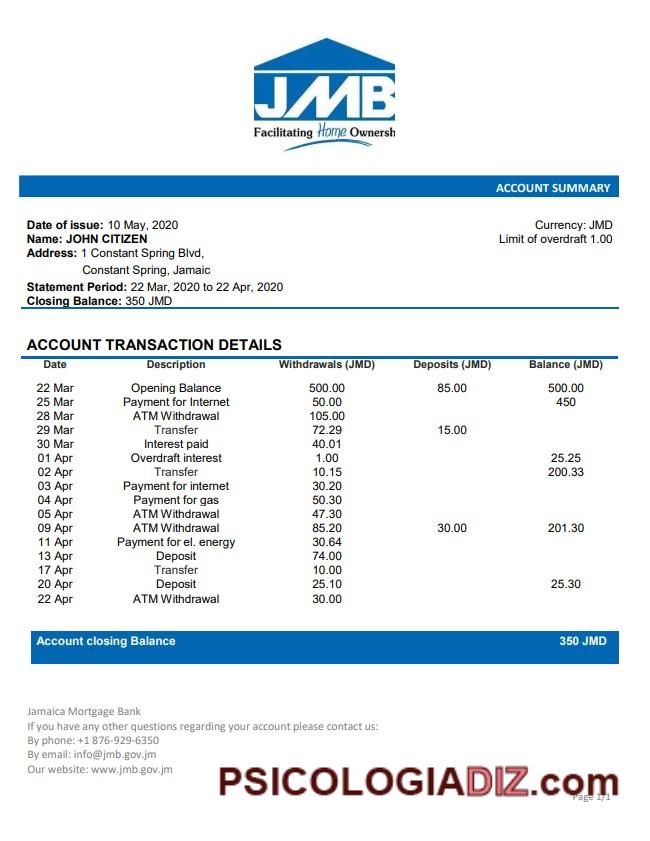 JMB
Facilitating Home Ownersh
ACCOUNT SUMMARY
Date of issue: 10 May, 2020
Currency: JMD
Name: JOHN CITIZEN
Limit of overdraft 1.00
Address: 1 Constant Spring Blvd,
Constant Spring, Jamaic
Statement Period: 22 Mar, 2020 to 22 Apr, 2020
Closing Balance: 350 JMD
ACCOUNT TRANSACTION DETAILS
Date Description Withdrawals (JMD) Deposits (JMD) Balance (JMD)
22 Mar Opening Balance 500.00 85.00 500.00
25 Mar Payment for Internet 50.00 450
28 Mar ATM Withdrawal 105.00
29 Mar Transfer 72.29 15.00
30 Mar Interest paid 40.01
01 Apr Overdraft interest 1.00 25.25
02 Apr Transfer 10.15 200.33
03 Apr Payment for internet 30.20
04 Apr Payment for gas 50.30
05 Apr ATM Withdrawal 47.30
09 Apr ATM Withdrawal 85.20 30.00 201.30
11 Apr Payment for el. energy 30.64
13 Apr Deposit 74.00
17 Apr Transfer 10.00
20 Apr Deposit 25.10 25.30
22 Apr ATM Withdrawal 30.00
Account closing Balance 350 JMD
Jamaica Mortgage Bank
If you have any other questions regarding your account please contact us:
By phone: +1 876-929-6350
By email: info@jmb.gov.jm
Our website: www.jmb.gov.jm
PSICOLOGIADIZ.com
Page 1/1